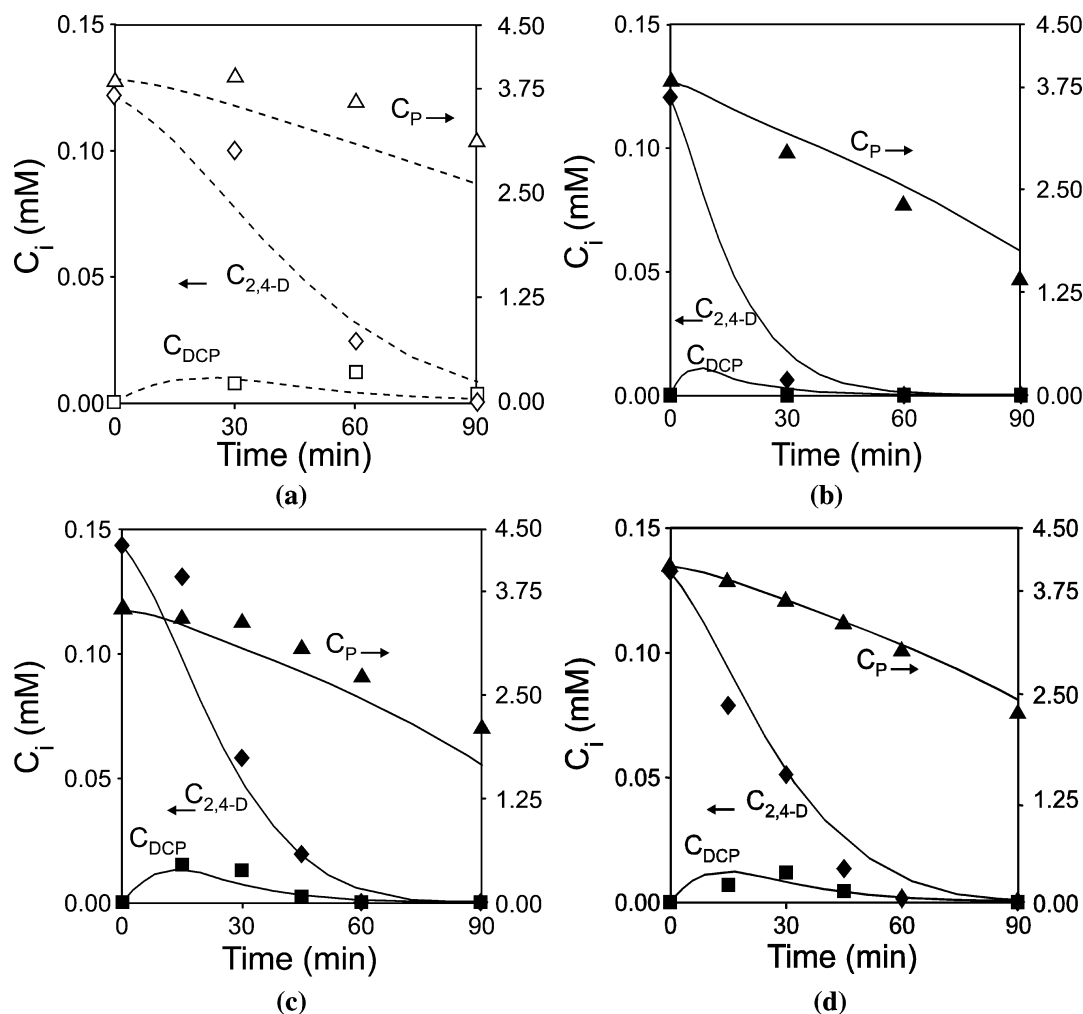 0.15
4.50
3.75
C_P
0.10
2.50
C_i (mM)
0.05
C_2,4-D
1.25
C_DCP
0.00
0.00
0
30
60
90
Time (min)
(a)
0.15
4.50
3.75
C_P
0.10
2.50
C_i (mM)
0.05
C_2,4-D
1.25
C_DCP
0.00
0.00
0
30
60
90
Time (min)
(b)
0.15
4.50
3.75
C_P
0.10
2.50
C_i (mM)
0.05
C_2,4-D
1.25
C_DCP
0.00
0.00
0
30
60
90
Time (min)
(c)
0.15
4.50
3.75
C_P
0.10
2.50
C_i (mM)
0.05
C_2,4-D
1.25
C_DCP
0.00
0.00
0
30
60
90
Time (min)
(d)